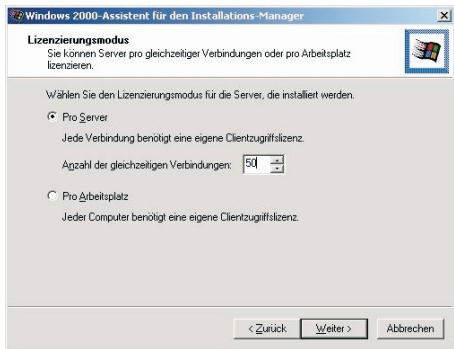 Windows 2000-Assistent für den Installations-Manager
Lizenzierungsmodus
Sie können Server pro gleichzeitiger Verbindungen oder pro Arbeitsplatz
lizenzieren.
Wählen Sie den Lizenzierungsmodus für die Server, die installiert werden.
Pro Server
Jede Verbindung benötigt eine eigene Clientzugriffslizenz.
Anzahl der gleichzeitigen Verbindungen: 50
Pro Arbeitsplatz
Jeder Computer benötigt eine eigene Clientzugriffslizenz.
< Zurück Weiter > Abbrechen